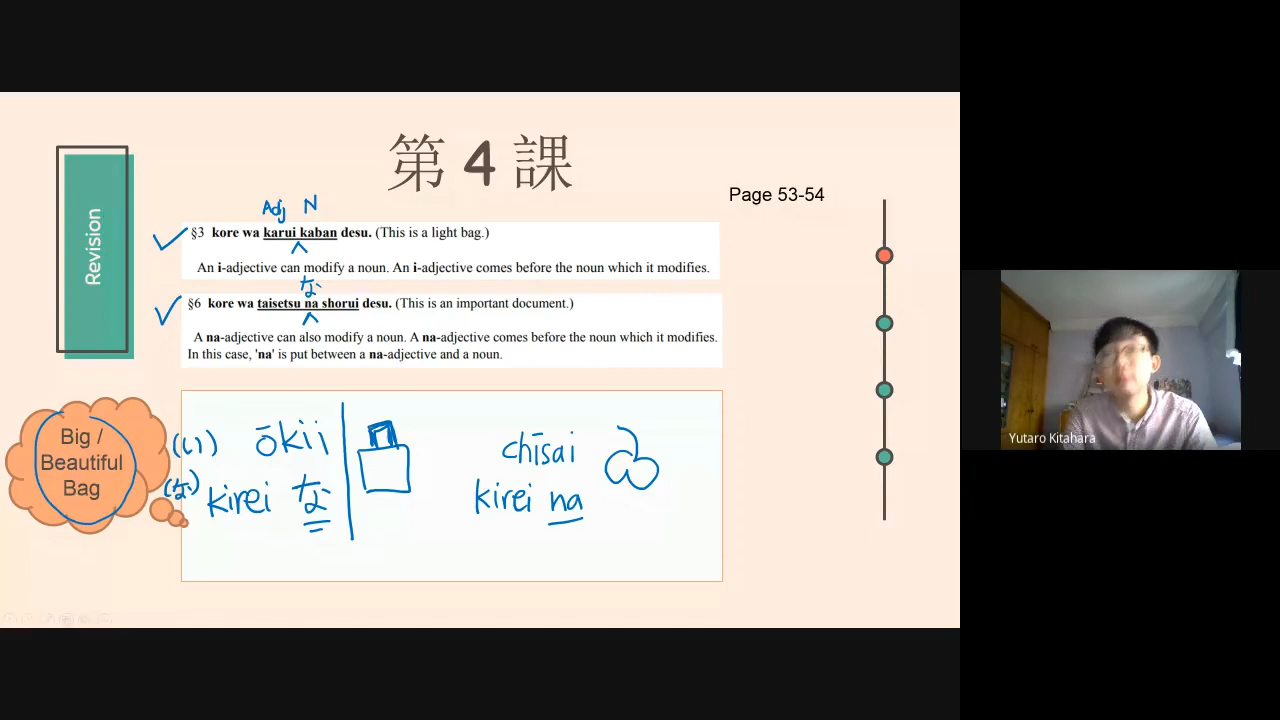 第 4 課
Page 53-54
Revision
Adj N
§3 kore wa karui kaban desu. (This is a light bag.)
An i-adjective can modify a noun. An i-adjective comes before the noun which it modifies.
な
§6 kore wa taisetsu na shorui desu. (This is an important document.)
A na-adjective can also modify a noun. A na-adjective comes before the noun which it modifies.
In this case, 'na' is put between a na-adjective and a noun.
Big /
Beautiful
Bag
(い) ōkii
(な) kirei な
chīsai
kirei na
Yutaro Kitahara